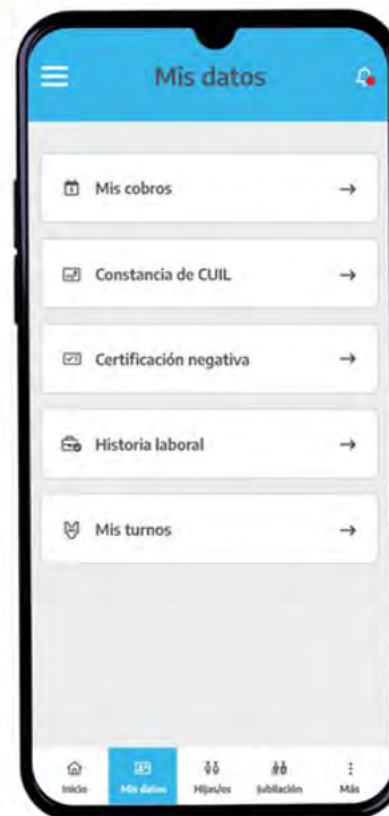 Mis datos
Mis cobros
Constancia de CUIL
Certificación negativa
Historia laboral
Mis turnos
Inicio
Mis datos
Hijas/os
Jubilación
Más